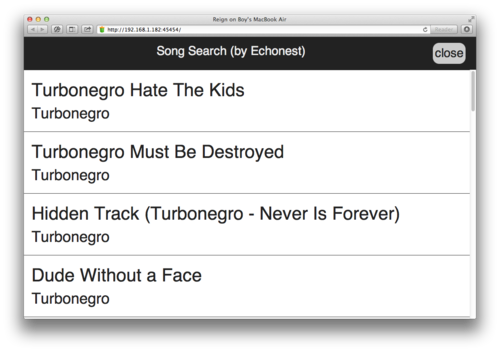 Reign on Boy's MacBook Air
http://192.168.1.182:45454/
Reader
Song Search (by Echonest)
close
Turbonegro Hate The Kids
Turbonegro
Turbonegro Must Be Destroyed
Turbonegro
Hidden Track (Turbonegro - Never Is Forever)
Turbonegro
Dude Without a Face
Turbonegro